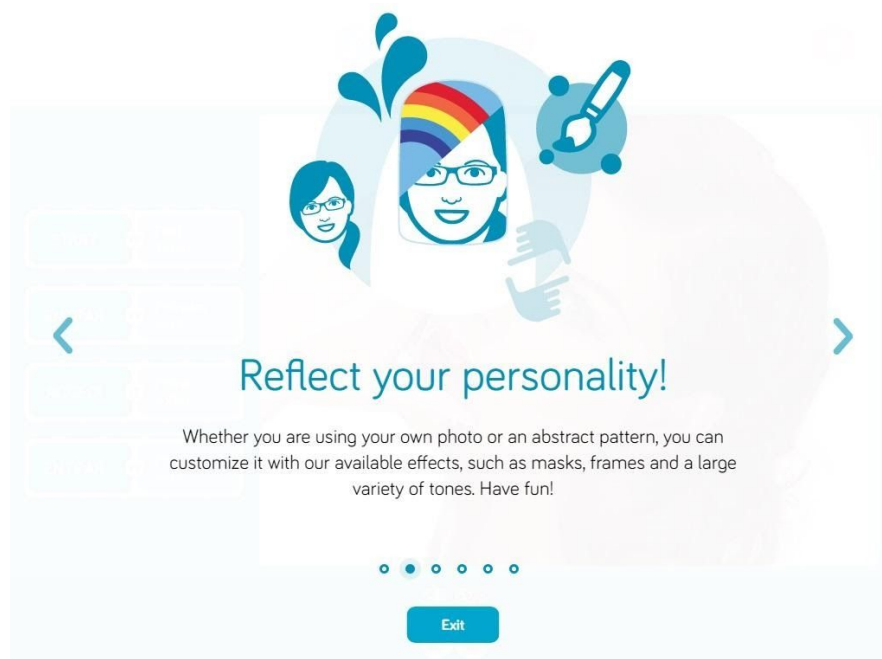 Reflect your personality!
Whether you are using your own photo or an abstract pattern, you can
customize it with our available effects, such as masks, frames and a large
variety of tones. Have fun!
Exit